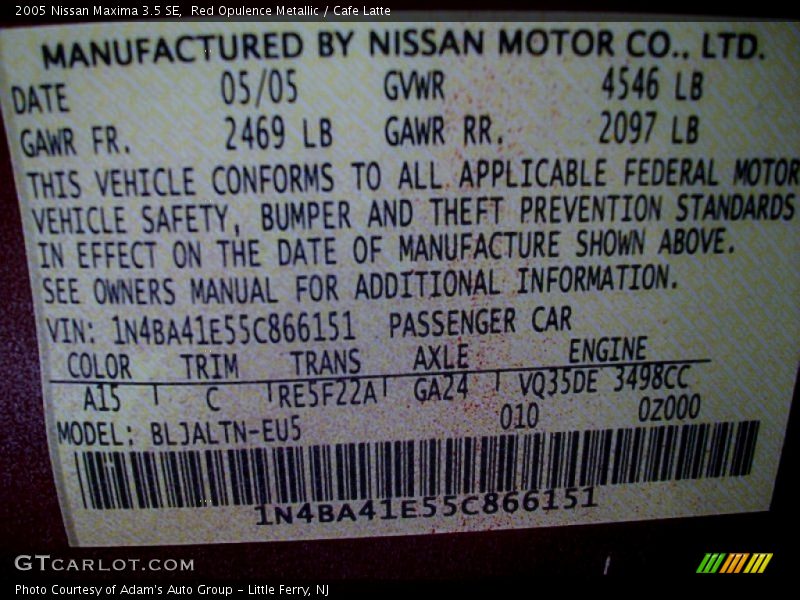 2005 Nissan Maxima 3.5 SE, Red Opulence Metallic / Cafe Latte
MANUFACTURED BY NISSAN MOTOR CO., LTD.
DATE 05/05 GVWR 4546 LB
GAWR FR. 2469 LB GAWR RR. 2097 LB
THIS VEHICLE CONFORMS TO ALL APPLICABLE FEDERAL MOTOR
VEHICLE SAFETY, BUMPER AND THEFT PREVENTION STANDARDS
IN EFFECT ON THE DATE OF MANUFACTURE SHOWN ABOVE.
SEE OWNERS MANUAL FOR ADDITIONAL INFORMATION.
VIN: 1N4BA41E55C866151 PASSENGER CAR
COLOR TRIM TRANS AXLE ENGINE
A15 C RE5F22A GA24 VQ35DE 3498CC
MODEL: BLJALTN-EU5 010 0Z000
1N4BA41E55C866151
GTcarlot.com
Photo Courtesy of Adam's Auto Group - Little Ferry, NJ